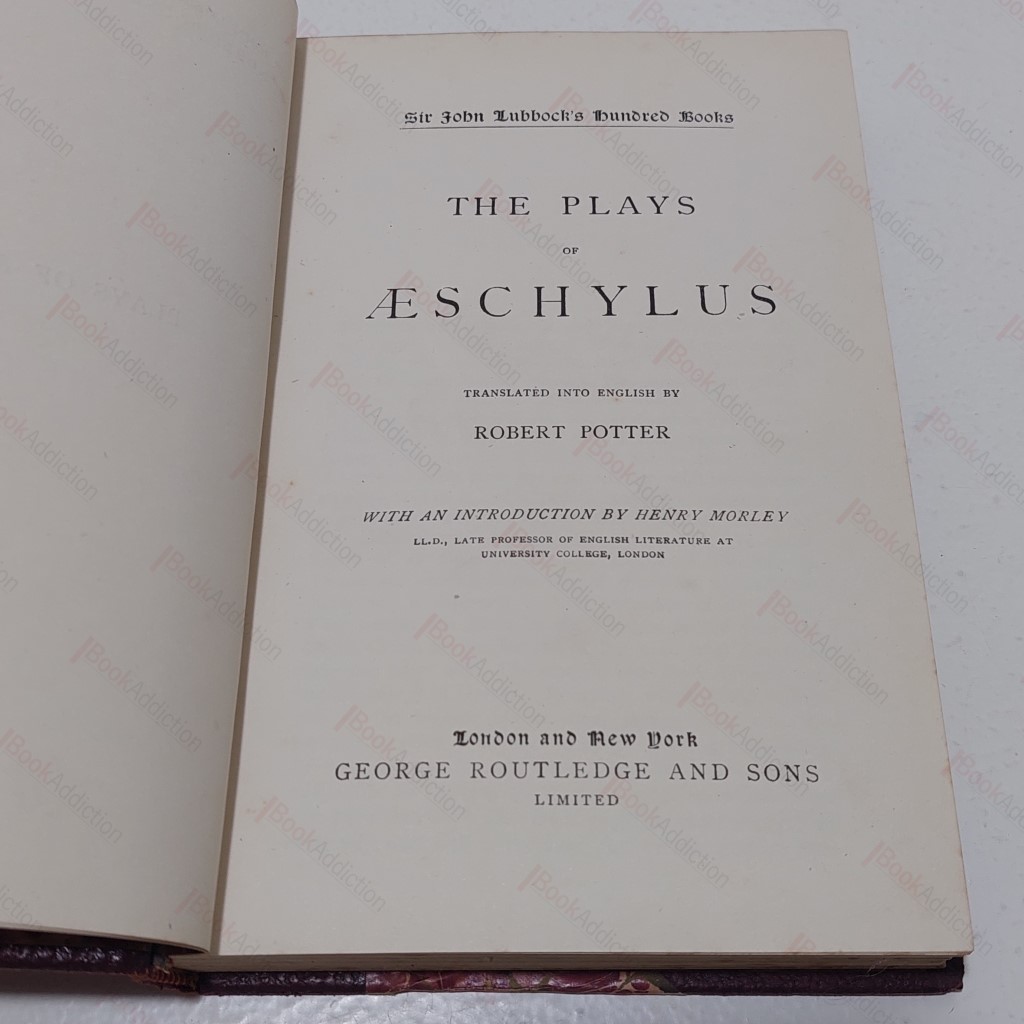 Sir John Lubbock's Hundred Books
THE PLAYS
OF
ÆSCHYLUS
TRANSLATED INTO ENGLISH BY
ROBERT POTTER
WITH AN INTRODUCTION BY HENRY MORLEY
LL.D., LATE PROFESSOR OF ENGLISH LITERATURE AT
UNIVERSITY COLLEGE, LONDON
London and New York
GEORGE ROUTLEDGE AND SONS
LIMITED
BookAddiction